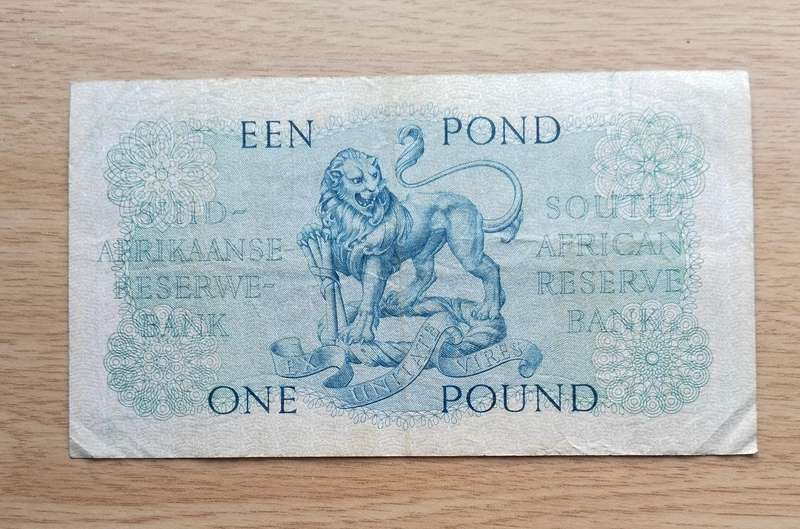 EEN POND
SUID-
AFRIKAANSE
RESERWE-
BANK
SOUTH
AFRICAN
RESERVE
BANK
EX UNITATE VIRES
ONE POUND